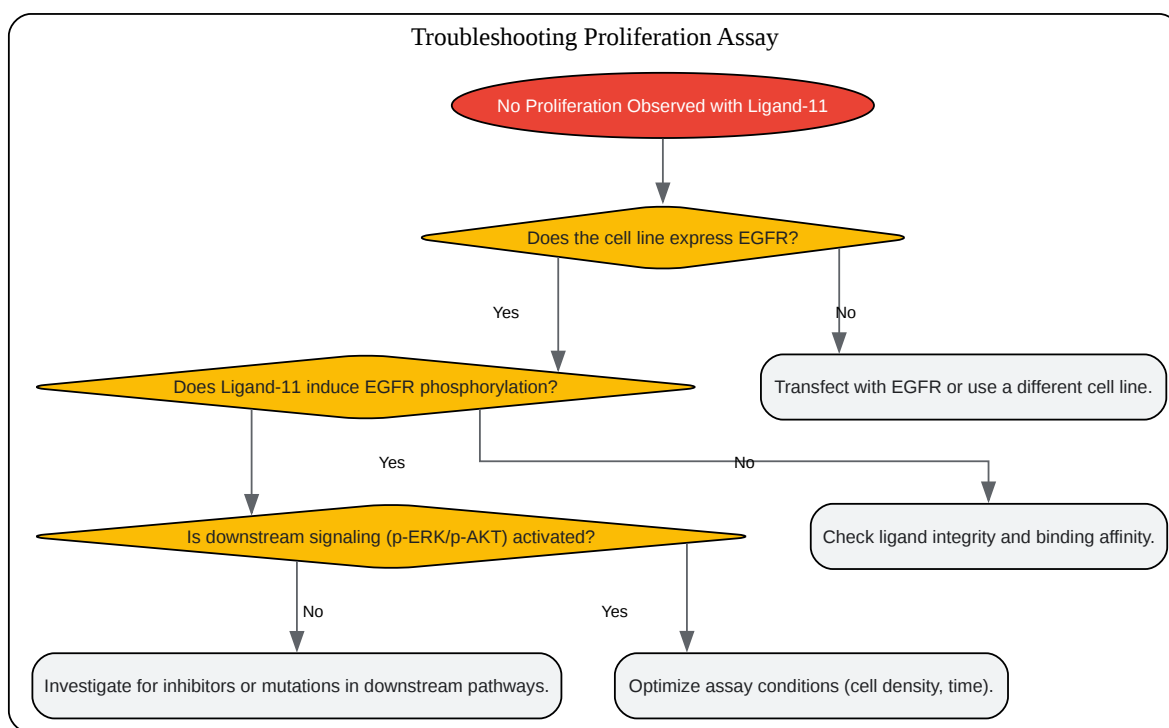 Troubleshooting Proliferation Assay
No Proliferation Observed with Ligand-11
Does the cell line express EGFR?
Yes
No
Does Ligand-11 induce EGFR phosphorylation?
Transfect with EGFR or use a different cell line.
Yes
No
Is downstream signaling (p-ERK/p-AKT) activated?
Check ligand integrity and binding affinity.
No
Yes
Investigate for inhibitors or mutations in downstream pathways.
Optimize assay conditions (cell density, time).